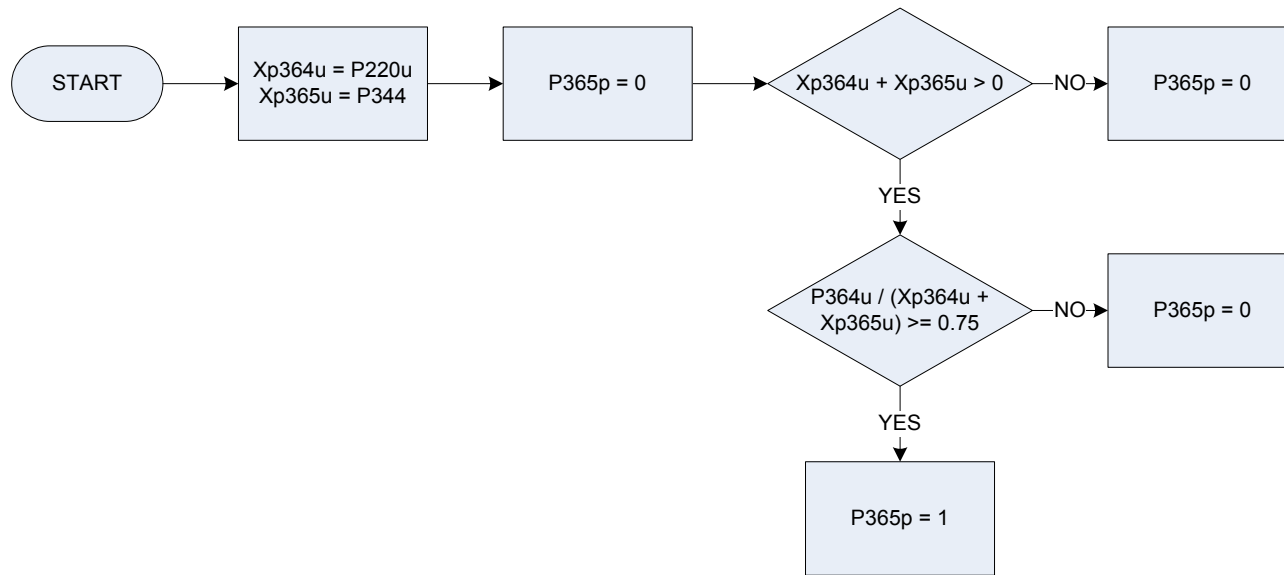 START
Xp364u = P220u
Xp365u = P344
P365p = 0
Xp364u + Xp365u > 0
NO
P365p = 0
YES
P364u / (Xp364u +
Xp365u) >= 0.75
NO
P365p = 0
YES
P365p = 1